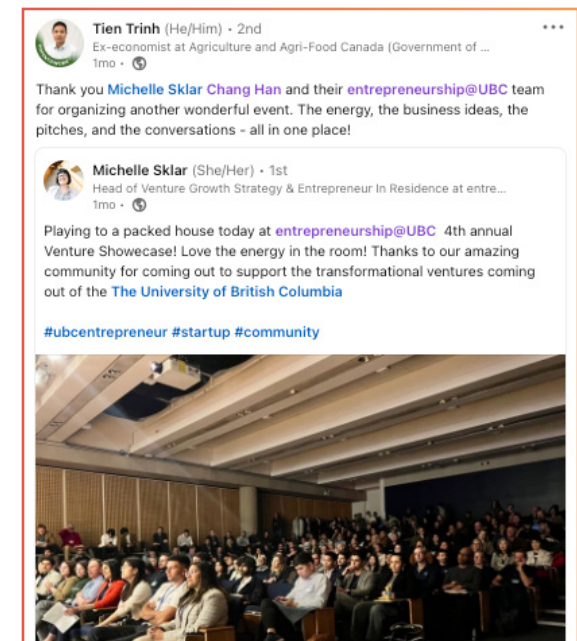 Tien Trinh (He/Him) • 2nd
Ex-economist at Agriculture and Agri-Food Canada (Government of ...
1mo •
Thank you Michelle Sklar Chang Han and their entrepreneurship@UBC team
for organizing another wonderful event. The energy, the business ideas, the
pitches, and the conversations - all in one place!
Michelle Sklar (She/Her) • 1st
Head of Venture Growth Strategy & Entrepreneur In Residence at entre...
1mo •
Playing to a packed house today at entrepreneurship@UBC 4th annual
Venture Showcase! Love the energy in the room! Thanks to our amazing
community for coming out to support the transformational ventures coming
out of the The University of British Columbia
#ubcentrepreneur #startup #community